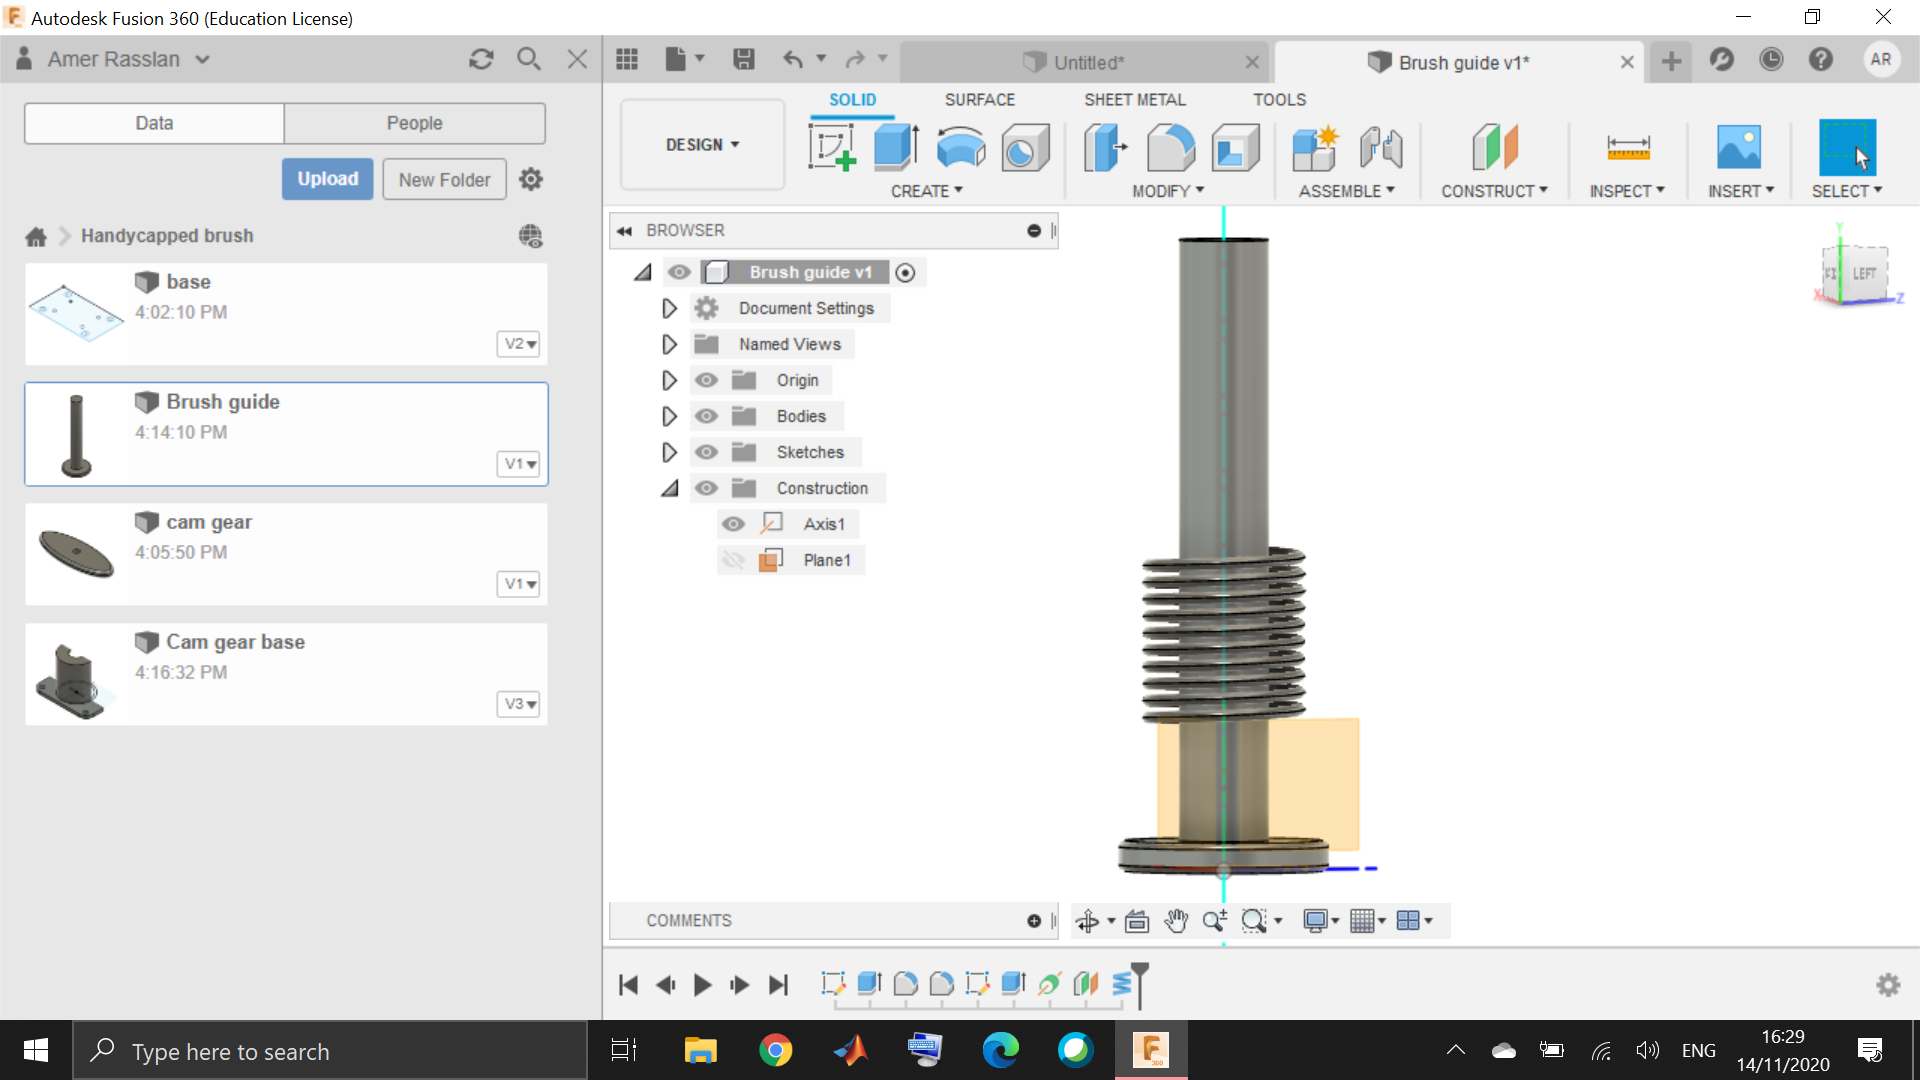 Autodesk Fusion 360 (Education License)
Amer Rasslan
Untitled*
Brush guide v1*
AR
Data
People
Upload
New Folder
Handycapped brush
base
4:02:10 PM
V2
Brush guide
4:14:10 PM
V1
cam gear
4:05:50 PM
V1
Cam gear base
4:16:32 PM
V3
DESIGN
SOLID
SURFACE
SHEET METAL
TOOLS
CREATE
MODIFY
ASSEMBLE
CONSTRUCT
INSPECT
INSERT
SELECT
BROWSER
Brush guide v1
Document Settings
Named Views
Origin
Bodies
Sketches
Construction
Axis1
Plane1
Y
LEFT
X
Z
COMMENTS
Type here to search
F
360
ENG
16:29
14/11/2020